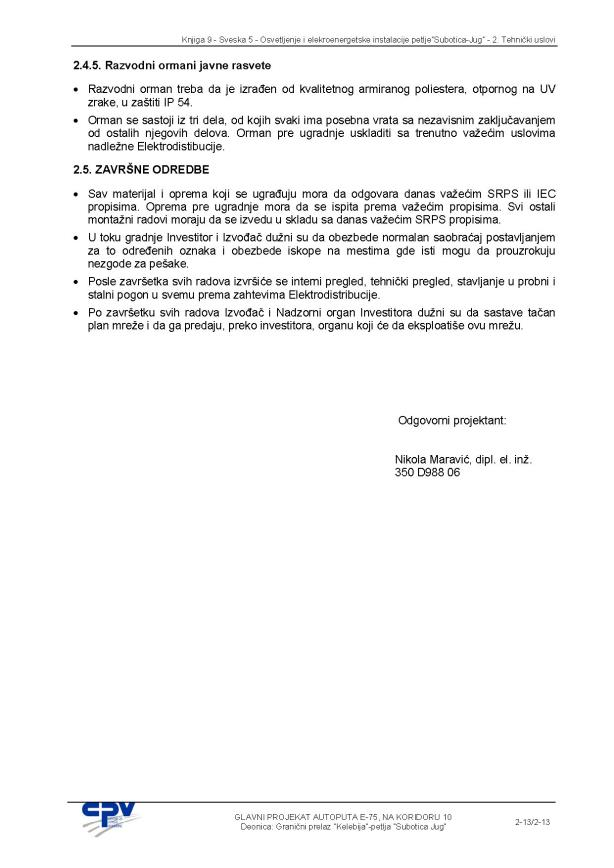 Knjiga 9 - Sveska 5 - Osvetljenje i elekroenergetske instalacije petlje"Subotica-Jug" - 2. Tehnički uslovi
2.4.5. Razvodni ormani javne rasvete
• Razvodni orman treba da je izrađen od kvalitetnog armiranog poliestera, otpornog na UV
zrake, u zaštiti IP 54.
• Orman se sastoji iz tri dela, od kojih svaki ima posebna vrata sa nezavisnim zaključavanjem
od ostalih njegovih delova. Orman pre ugradnje uskladiti sa trenutno važećim uslovima
nadležne Elektrodistibucije.
2.5. ZAVRŠNE ODREDBE
• Sav materijal i oprema koji se ugrađuju mora da odgovara danas važećim SRPS ili IEC
propisima. Oprema pre ugradnje mora da se ispita prema važećim propisima. Svi ostali
montažni radovi moraju da se izvedu u skladu sa danas važećim SRPS propisima.
• U toku gradnje Investitor i Izvođač dužni su da obezbede normalan saobraćaj postavljanjem
za to određenih oznaka i obezbede iskope na mestima gde isti mogu da prouzrokuju
nezgode za pešake.
• Posle završetka svih radova izvršiće se interni pregled, tehnički pregled, stavljanje u probni i
stalni pogon u svemu prema zahtevima Elektrodistribucije.
• Po završetku svih radova Izvođač i Nadzorni organ Investitora dužni su da sastave tačan
plan mreže i da ga predaju, preko investitora, organu koji će da eksploatiše ovu mrežu.
Odgovorni projektant:
Nikola Maravić, dipl. el. inž.
350 D988 06
CPV
GLAVNI PROJEKAT AUTOPUTA E-75, NA KORIDORU 10
Deonica: Granični prelaz "Kelebija"-petlja "Subotica Jug"
2-13/2-13